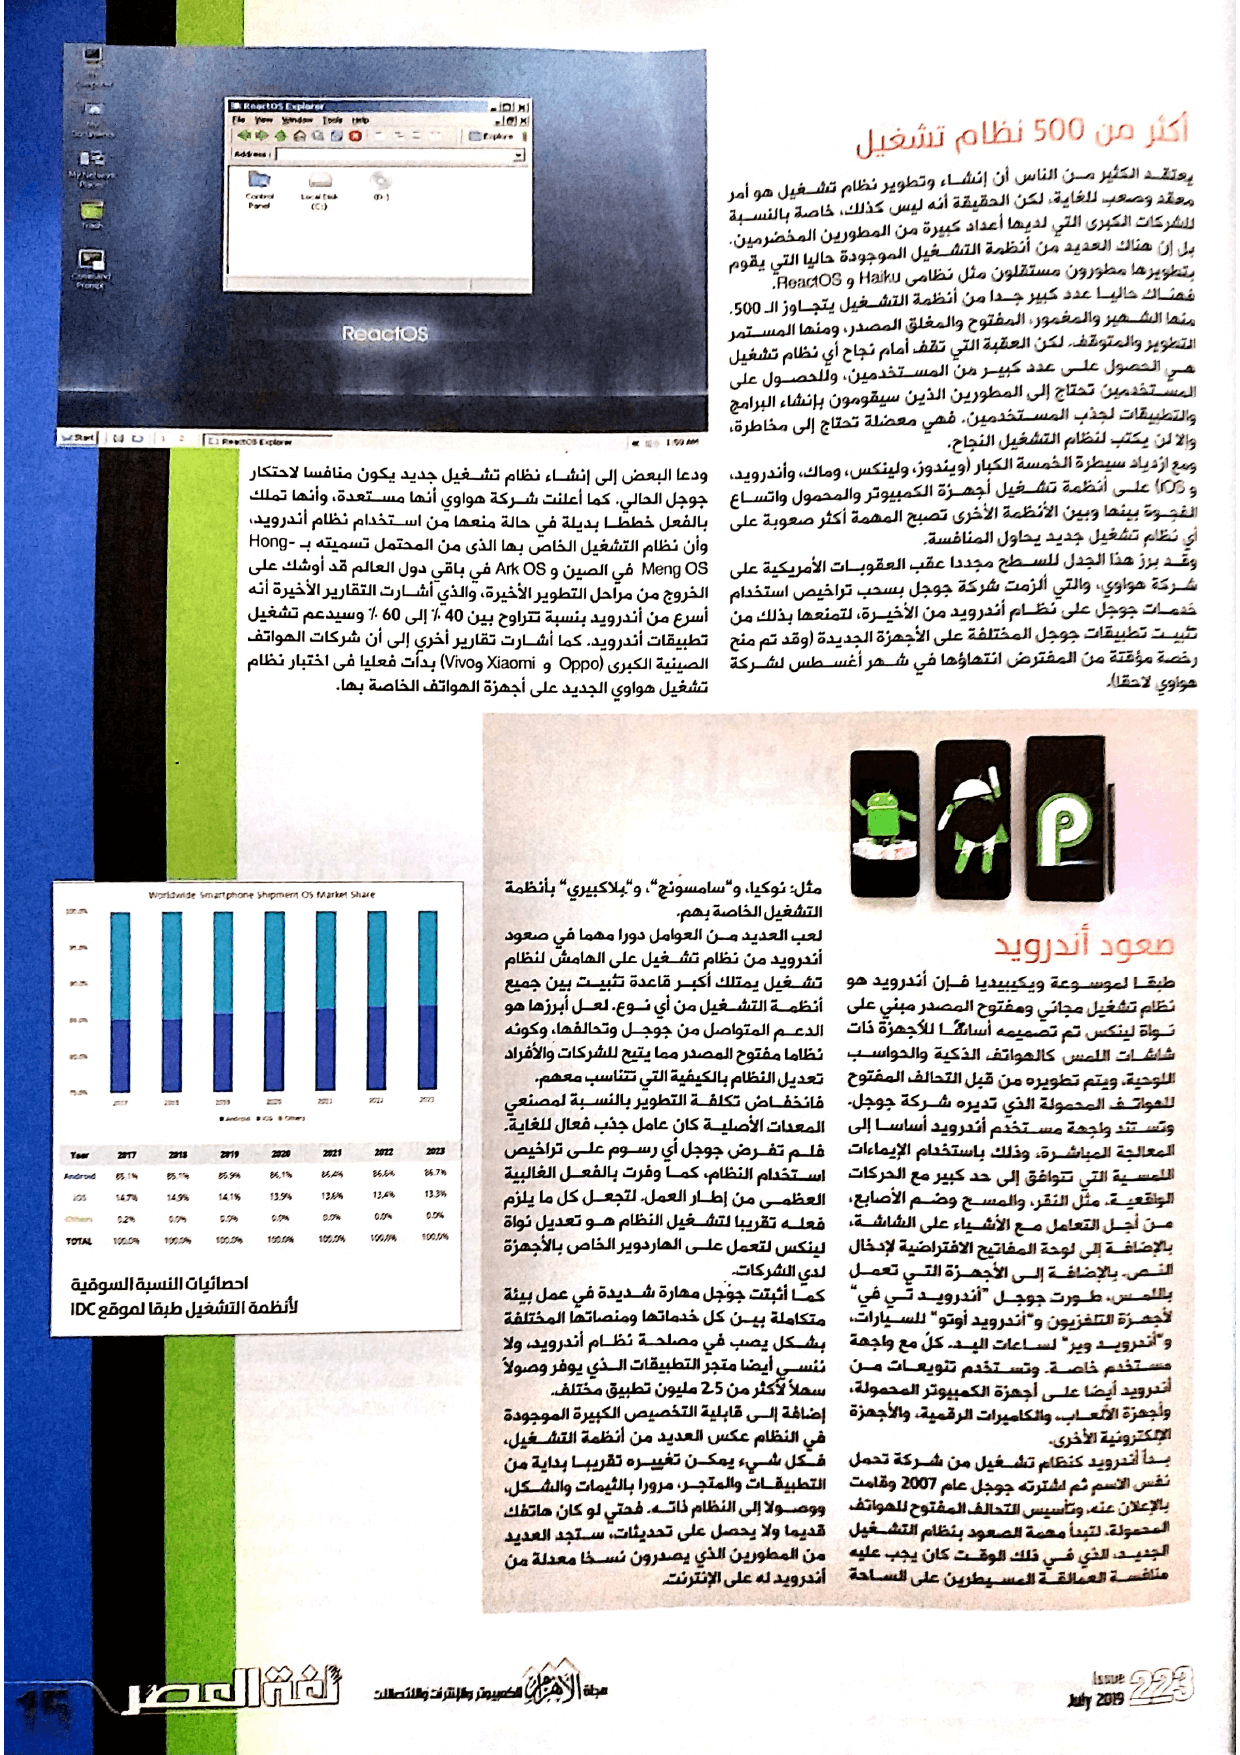 أكثر من 500 نظام تشغيل
يعتقد الكثير من الناس أن إنشاء وتطوير نظام تشغيل هو أمر
معقد وصعب للغاية، لكن الحقيقة أنه ليس كذلك، خاصة بالنسبة
للشركات الكبرى التي لديها أعداد كبيرة من المطورين المخضرمين.
بل إن هناك العديد من أنظمة التشغيل الموجودة حاليا التي يقوم
بتطويرها مطورون مستقلون مثل نظامى Haiku و ReactOS.
فهناك حاليا عدد كبير جدا من أنظمة التشغيل يتجاوز الـ 500،
منها الشهير والمغمور، المفتوح والمغلق المصدر، ومنها المستمر
التطوير والمتوقف. لكن العقبة التي تقف أمام نجاح أي نظام تشغيل
هي الحصول على عدد كبير من المستخدمين، وللحصول على
المستخدمين تحتاج إلى المطورين الذين سيقومون بإنشاء البرامج
والتطبيقات لجذب المستخدمين، فهي معضلة تحتاج إلى مخاطرة،
وإلا لن يكتب لنظام التشغيل النجاح.
ومع ازدياد سيطرة الخمسة الكبار (ويندوز، ولينكس، وماك، وأندرويد،
و iOS) على أنظمة تشغيل أجهزة الكمبيوتر والمحمول واتساع
الفجوة بينها وبين الأنظمة الأخرى تصبح المهمة أكثر صعوبة على
أي نظام تشغيل جديد يحاول المنافسة.
وقد برز هذا الجدل للسطح مجددا عقب العقوبات الأمريكية على
شركة هواوي، والتي ألزمت شركة جوجل بسحب تراخيص استخدام
خدمات جوجل على نظام أندرويد من الأخيرة، لتمنعها بذلك من
تثبيت تطبيقات جوجل المختلفة على الأجهزة الجديدة (وقد تم منح
رخصة مؤقتة من المفترض انتهاؤها في شهر أغسطس لشركة
هواوي لاحقا).
ReactOS Explorer
File View Window Tools Help
Explore
Address:
Control Panel
Local Disk (C:)
(D:)
My Computer
My Documents
My Network Places
Trash
Command Prompt
ReactOS
Start
ReactOS Explorer
1:59 AM
ودعا البعض إلى إنشاء نظام تشغيل جديد يكون منافسا لاحتكار
جوجل الحالي. كما أعلنت شركة هواوي أنها مستعدة، وأنها تملك
بالفعل خططا بديلة في حالة منعها من استخدام نظام أندرويد،
وأن نظام التشغيل الخاص بها الذى من المحتمل تسميته بـ Hong-
Meng OS في الصين و Ark OS في باقي دول العالم قد أوشك على
الخروج من مراحل التطوير الأخيرة، والذي أشارت التقارير الأخيرة أنه
أسرع من أندرويد بنسبة تتراوح بين 40 ٪ إلى 60 ٪ وسيدعم تشغيل
تطبيقات أندرويد. كما أشارت تقارير أخري إلى أن شركات الهواتف
الصينية الكبرى (Oppo و Xiaomi وVivo) بدأت فعليا فى اختبار نظام
تشغيل هواوي الجديد على أجهزة الهواتف الخاصة بها.
صعود أندرويد
طبقا لموسوعة ويكيبيديا فإن أندرويد هو
نظام تشغيل مجاني ومفتوح المصدر مبني على
نواة لينكس تم تصميمه أساسًا للأجهزة ذات
شاشات اللمس كالهواتف الذكية والحواسب
اللوحية، ويتم تطويره من قبل التحالف المفتوح
للهواتف المحمولة الذي تديره شركة جوجل.
وتستند واجهة مستخدم أندرويد أساسا إلى
المعالجة المباشرة، وذلك باستخدام الإيماءات
اللمسية التي تتوافق إلى حد كبير مع الحركات
الواقعية، مثل النقر، والمسح وضم الأصابع،
من أجل التعامل مع الأشياء على الشاشة،
بالإضافة إلى لوحة المفاتيح الافتراضية لإدخال
النص. بالإضافة إلى الأجهزة التي تعمل
باللمس، طورت جوجل "أندرويد تي في"
لأجهزة التلفزيون و"أندرويد أوتو" للسيارات،
و"أندرويد وير" لساعات اليد. كلٌ مع واجهة
مستخدم خاصة. وتستخدم تنويعات من
أندرويد أيضا على أجهزة الكمبيوتر المحمولة،
وأجهزة الألعاب، والكاميرات الرقمية، والأجهزة
الإلكترونية الأخرى.
بدأ أندرويد كنظام تشغيل من شركة تحمل
نفس الاسم ثم اشترته جوجل عام 2007 وقامت
بالإعلان عنه، وتأسيس التحالف المفتوح للهواتف
المحمولة، لتبدأ مهمة الصعود بنظام التشغيل
الجديد، الذي في ذلك الوقت كان يجب عليه
منافسة العمالقة المسيطرين على الساحة
مثل: نوكيا، و"سامسونج"، و"بلاكبيري" بأنظمة
التشغيل الخاصة بهم.
لعب العديد من العوامل دورا مهما في صعود
أندرويد من نظام تشغيل على الهامش لنظام
تشغيل يمتلك أكبر قاعدة تثبيت بين جميع
أنظمة التشغيل من أي نوع، لعل أبرزها هو
الدعم المتواصل من جوجل وتحالفها، وكونه
نظاما مفتوح المصدر مما يتيح للشركات والأفراد
تعديل النظام بالكيفية التي تتناسب معهم.
فانخفاض تكلفة التطوير بالنسبة لمصنعي
المعدات الأصلية كان عامل جذب فعال للغاية.
فلم تفرض جوجل أي رسوم على تراخيص
استخدام النظام، كما وفرت بالفعل الغالبية
العظمى من إطار العمل، لتجعل كل ما يلزم
فعله تقريبا لتشغيل النظام هو تعديل نواة
لينكس لتعمل على الهاردوير الخاص بالأجهزة
لدي الشركات.
كما أثبتت جوجل مهارة شديدة في عمل بيئة
متكاملة بين كل خدماتها ومنصاتها المختلفة
بشكل يصب في مصلحة نظام أندرويد، ولا
ننسى أيضا متجر التطبيقات الذي يوفر وصولًا
سهلاً لأكثر من 2.5 مليون تطبيق مختلف.
إضافة إلى قابلية التخصيص الكبيرة الموجودة
في النظام عكس العديد من أنظمة التشغيل،
فكل شيء يمكن تغييره تقريبا بداية من
التطبيقات والمتجر، مرورا بالثيمات والشكل،
ووصولا إلى النظام ذاته. فحتي لو كان هاتفك
قديما ولا يحصل على تحديثات، ستجد العديد
من المطورين الذي يصدرون نسخا معدلة من
أندرويد له على الإنترنت.
Worldwide Smartphone Shipment OS Market Share
100.0%
95.0%
90.0%
85.0%
80.0%
75.0%
2017 2018 2019 2020 2021 2022 2023
Android iOS Others
Year 2017 2018 2019 2020 2021 2022 2023
Android 85.1% 85.1% 85.9% 86.1% 86.4% 86.6% 86.7%
iOS 14.7% 14.9% 14.1% 13.9% 13.6% 13.4% 13.3%
Others 0.2% 0.0% 0.0% 0.0% 0.0% 0.0% 0.0%
TOTAL 100.0% 100.0% 100.0% 100.0% 100.0% 100.0% 100.0%
احصائيات النسبة السوقية
لأنظمة التشغيل طبقا لموقع IDC
Issue 223
July 2019
مجلة الأهرام للكمبيوتر والإنترنت والاتصالات
لغة العصر
15